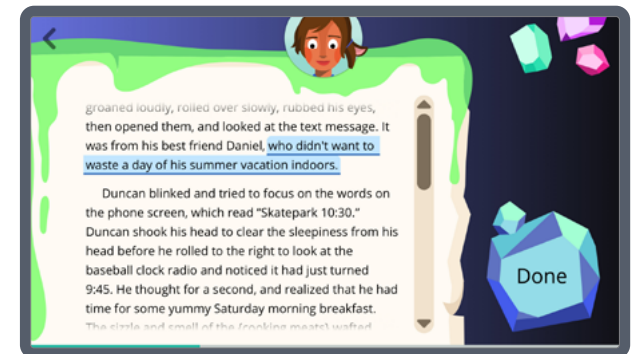 groaned loudly, rolled over slowly, rubbed his eyes,
then opened them, and looked at the text message. It
was from his best friend Daniel, who didn't want to
waste a day of his summer vacation indoors.
Duncan blinked and tried to focus on the words on
the phone screen, which read "Skatepark 10:30."
Duncan shook his head to clear the sleepiness from his
head before he rolled to the right to look at the
baseball clock radio and noticed it had just turned
9:45. He thought for a second, and realized that he had
time for some yummy Saturday morning breakfast.
The sizzle and smell of the (cooking meats) wafted
Done